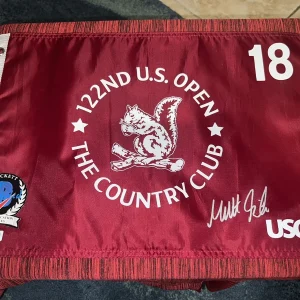 122ND U.S. OPEN
18
THE COUNTRY CLUB
USG